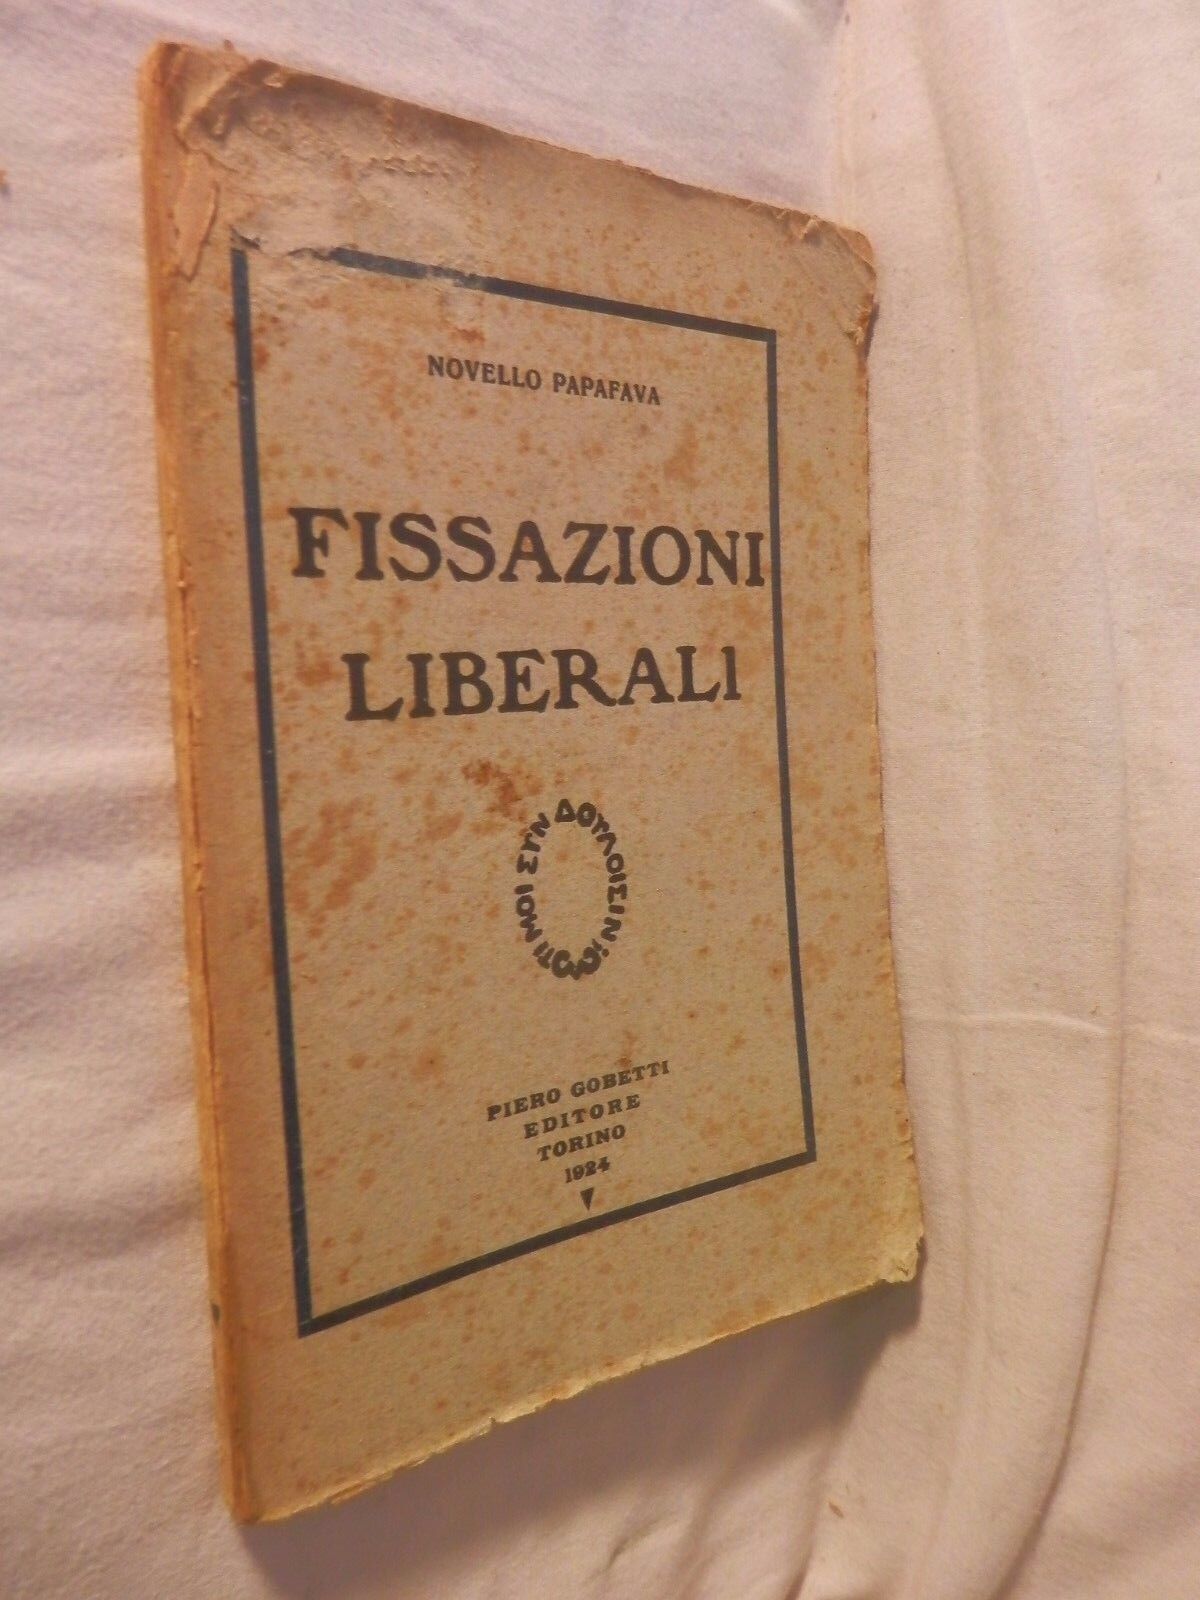 NOVELLO PAPAFAVA
FISSAZIONI
LIBERALI
ΤΙ ΜΟΙ ΣΥΝ ΔΟΥΛΟΙΣΙΝ
PIERO GOBETTI
EDITORE
TORINO
1924